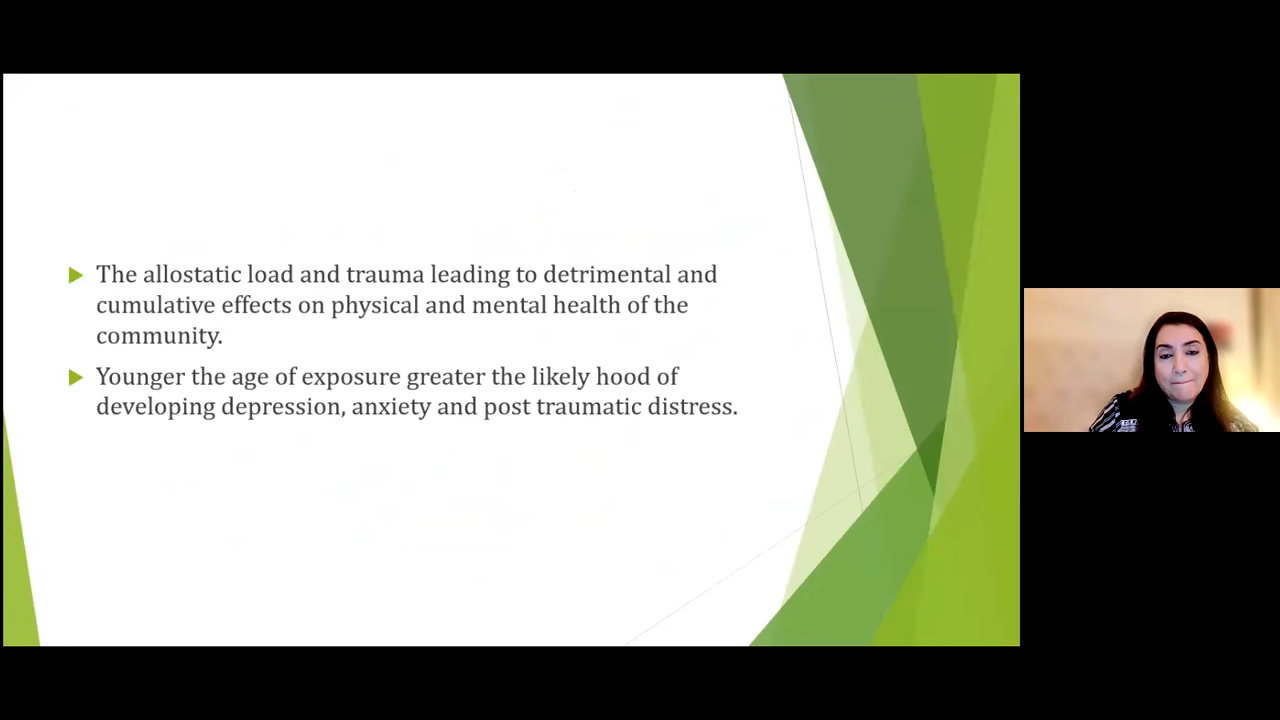 The allostatic load and trauma leading to detrimental and
cumulative effects on physical and mental health of the
community.
Younger the age of exposure greater the likely hood of
developing depression, anxiety and post traumatic distress.